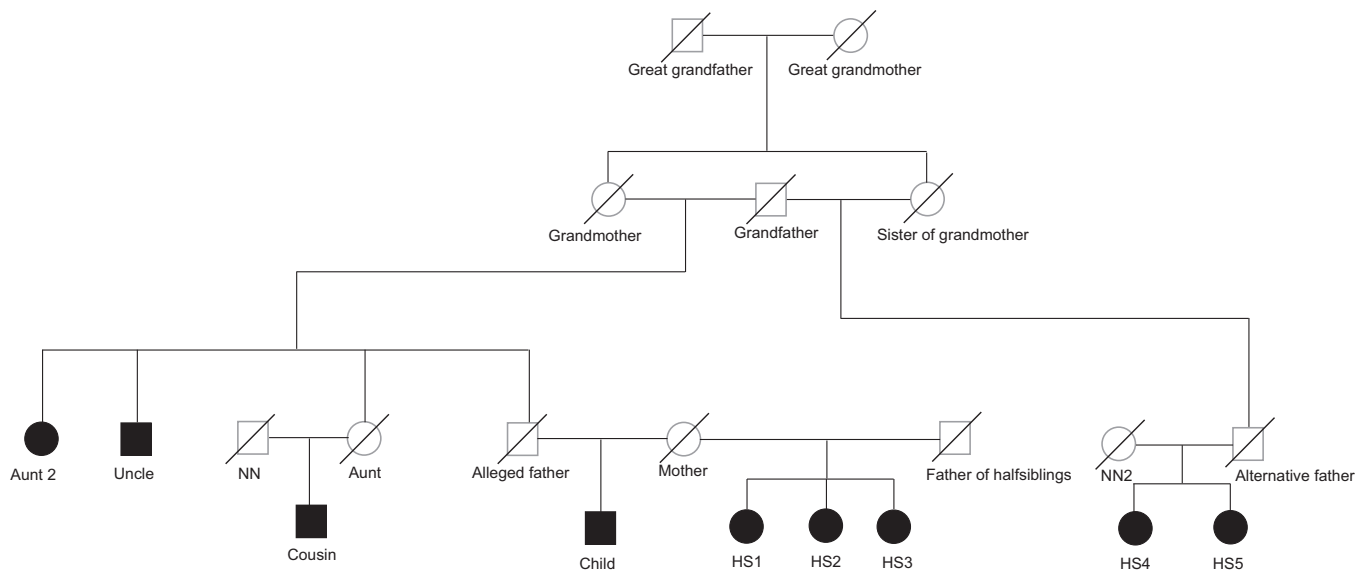 Great grandfather
Great grandmother
Grandmother
Grandfather
Sister of grandmother
Aunt 2
Uncle
NN
Aunt
Alleged father
Mother
Father of halfsiblings
NN2
Alternative father
Cousin
Child
HS1
HS2
HS3
HS4
HS5